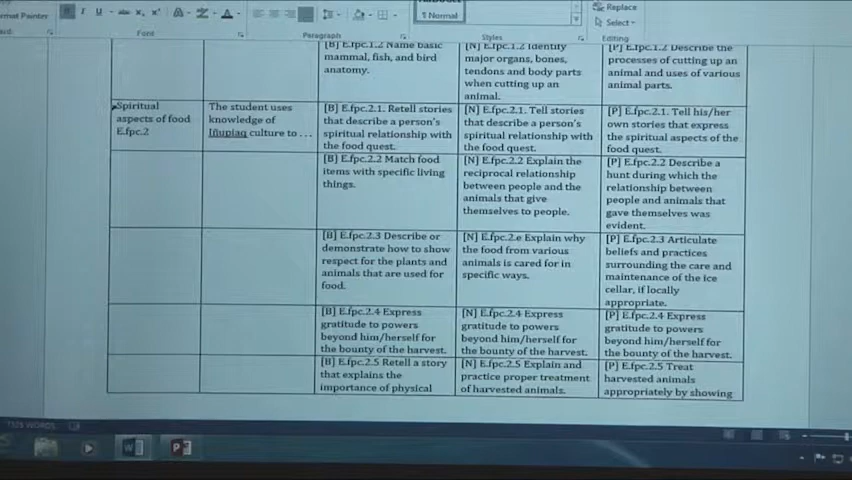 Format Painter
Font
Paragraph
Styles
Editing
Replace
Select
1 Normal
[B] E.fpc.1.2 Name basic
mammal, fish, and bird
anatomy.
[N] E.fpc.1.2 Identify
major organs, bones,
tendons and body parts
when cutting up an
animal.
[P] E.fpc.1.2 Describe the
processes of cutting up an
animal and uses of various
animal parts.
Spiritual
aspects of food
E.fpc.2
The student uses
knowledge of
Iñupiaq culture to ...
[B] E.fpc.2.1. Retell stories
that describe a person's
spiritual relationship with
the food quest.
[N] E.fpc.2.1. Tell stories
that describe a person's
spiritual relationship with
the food quest.
[P] E.fpc.2.1. Tell his/her
own stories that express
the spiritual aspects of the
food quest.
[B] E.fpc.2.2 Match food
items with specific living
things.
[N] E.fpc.2.2 Explain the
reciprocal relationship
between people and the
animals that give
themselves to people.
[P] E.fpc.2.2 Describe a
hunt during which the
relationship between
people and animals that
gave themselves was
evident.
[B] E.fpc.2.3 Describe or
demonstrate how to show
respect for the plants and
animals that are used for
food.
[N] E.fpc.2.e Explain why
the food from various
animals is cared for in
specific ways.
[P] E.fpc.2.3 Articulate
beliefs and practices
surrounding the care and
maintenance of the ice
cellar, if locally
appropriate.
[B] E.fpc.2.4 Express
gratitude to powers
beyond him/herself for
the bounty of the harvest.
[N] E.fpc.2.4 Express
gratitude to powers
beyond him/herself for
the bounty of the harvest.
[P] E.fpc.2.4 Express
gratitude to powers
beyond him/herself for
the bounty of the harvest.
[B] E.fpc.2.5 Retell a story
that explains the
importance of physical
[N] E.fpc.2.5 Explain and
practice proper treatment
of harvested animals.
[P] E.fpc.2.5 Treat
harvested animals
appropriately by showing
WORDS